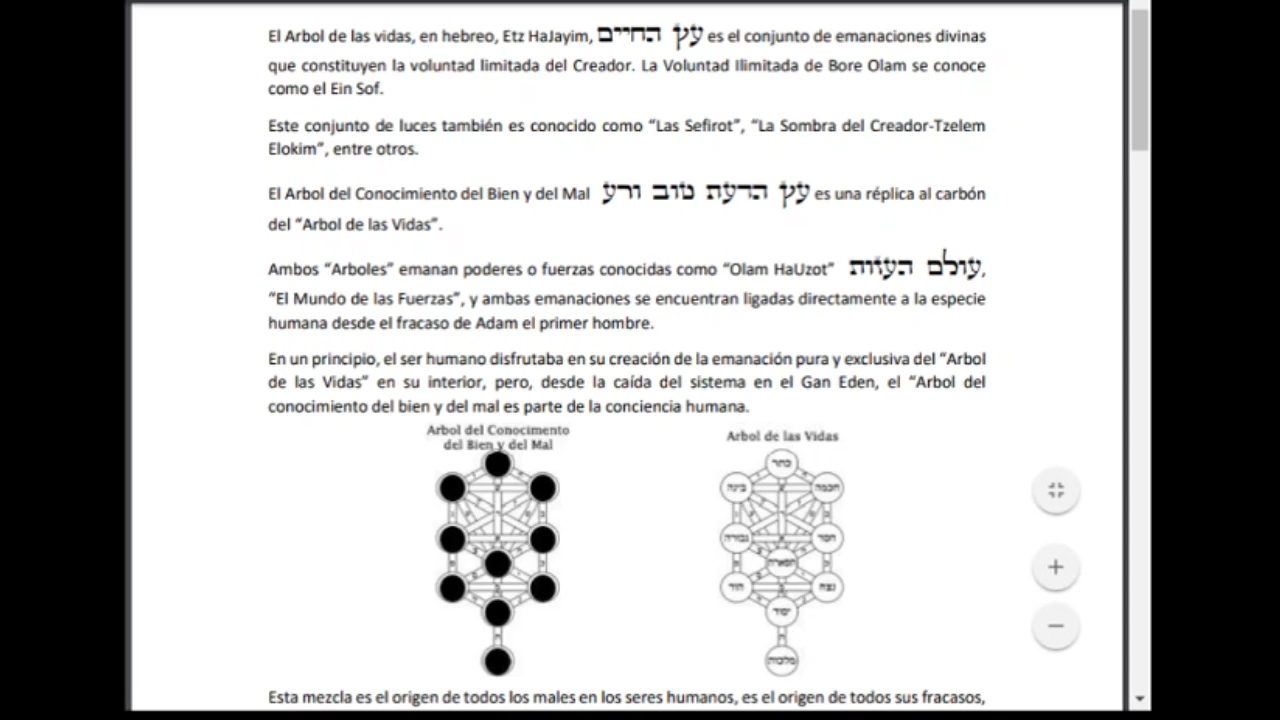 El Arbol de las vidas, en hebreo, Etz HaJayim, עץ החיים es el conjunto de emanaciones divinas
que constituyen la voluntad limitada del Creador. La Voluntad Ilimitada de Bore Olam se conoce
como el Ein Sof.
Este conjunto de luces también es conocido como “Las Sefirot”, “La Sombra del Creador-Tzelem
Elokim”, entre otros.
El Arbol del Conocimiento del Bien y del Mal עץ הדעת טוב ורע es una réplica al carbón
del “Arbol de las Vidas”.
Ambos “Arboles” emanan poderes o fuerzas conocidas como “Olam HaUzot” עולם העזות,
“El Mundo de las Fuerzas”, y ambas emanaciones se encuentran ligadas directamente a la especie
humana desde el fracaso de Adam el primer hombre.
En un principio, el ser humano disfrutaba en su creación de la emanación pura y exclusiva del “Arbol
de las Vidas” en su interior, pero, desde la caída del sistema en el Gan Eden, el “Arbol del
conocimiento del bien y del mal es parte de la conciencia humana.
Arbol del Conocimento
del Bien y del Mal
Arbol de las Vidas
כתר
בינה
חכמה
גבורה
חסד
תפארת
הוד
נצח
יסוד
מלכות
Esta mezcla es el origen de todos los males en los seres humanos, es el origen de todos sus fracasos,